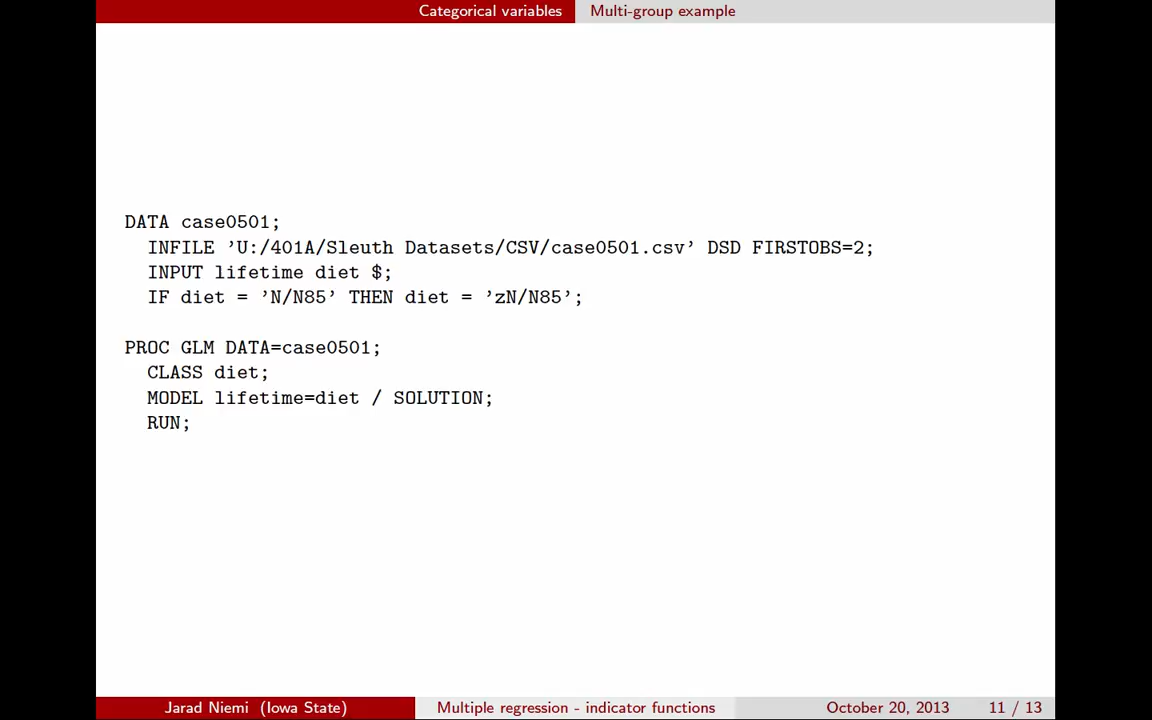 Categorical variables Multi-group example
DATA case0501;
INFILE ’U:/401A/Sleuth Datasets/CSV/case0501.csv’ DSD FIRSTOBS=2;
INPUT lifetime diet $;
IF diet = ’N/N85’ THEN diet = ’zN/N85’;
PROC GLM DATA=case0501;
CLASS diet;
MODEL lifetime=diet / SOLUTION;
RUN;
Jarad Niemi (Iowa State) Multiple regression - indicator functions October 20, 2013 11 / 13